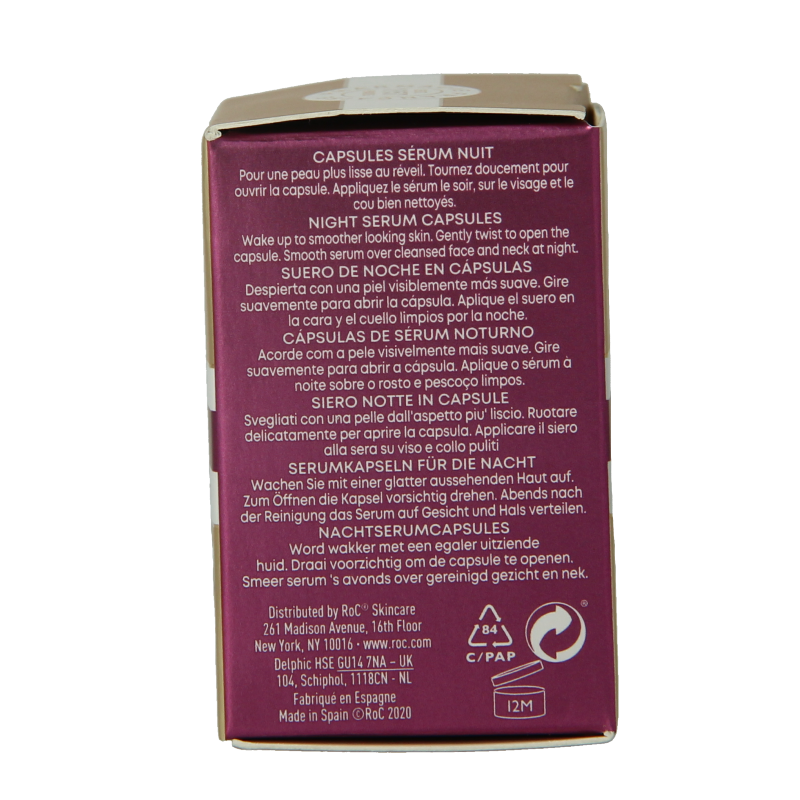 CAPSULES SÉRUM NUIT
Pour une peau plus lisse au réveil. Tournez doucement pour
ouvrir la capsule. Appliquez le sérum le soir, sur le visage et le
cou bien nettoyés.
NIGHT SERUM CAPSULES
Wake up to smoother looking skin. Gently twist to open the
capsule. Smooth serum over cleansed face and neck at night.
SUERO DE NOCHE EN CÁPSULAS
Despierta con una piel visiblemente más suave. Gire
suavemente para abrir la cápsula. Aplique el suero en
la cara y el cuello limpios por la noche.
CÁPSULAS DE SÉRUM NOTURNO
Acorde com a pele visivelmente mais suave. Gire
suavemente para abrir a cápsula. Aplique o sérum à
noite sobre o rosto e pescoço limpos.
SIERO NOTTE IN CAPSULE
Svegliati con una pelle dall'aspetto piu' liscio. Ruotare
delicatamente per aprire la capsula. Applicare il siero
alla sera su viso e collo puliti
SERUMKAPSELN FÜR DIE NACHT
Wachen Sie mit einer glatter aussehenden Haut auf.
Zum Öffnen die Kapsel vorsichtig drehen. Abends nach
der Reinigung das Serum auf Gesicht und Hals verteilen.
NACHTSERUMCAPSULES
Word wakker met een egaler uitziende
huid. Draai voorzichtig om de capsule te openen.
Smeer serum 's avonds over gereinigd gezicht en nek.
Distributed by RoC® Skincare
261 Madison Avenue, 16th Floor
New York, NY 10016 · www.roc.com
Delphic HSE GU14 7NA – UK
104, Schiphol, 1118CN - NL
Fabriqué en Espagne
Made in Spain ©RoC 2020
84
C/PAP
®
12M